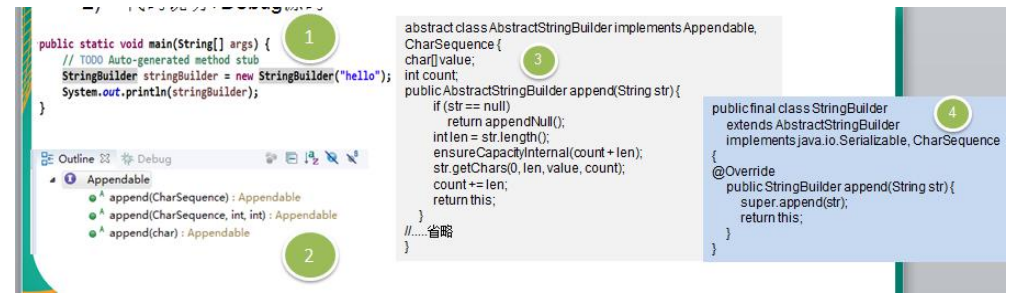 Debug
public static void main(String[] args) {
// TODO Auto-generated method stub
StringBuilder stringBuilder = new StringBuilder("hello");
System.out.println(stringBuilder);
}
1
Outline Debug
Appendable
append(CharSequence) : Appendable
append(CharSequence, int, int) : Appendable
append(char) : Appendable
2
abstract class AbstractStringBuilder implements Appendable,
CharSequence {
char[] value;
int count;
public AbstractStringBuilder append(String str) {
if (str == null)
return appendNull();
int len = str.length();
ensureCapacityInternal(count + len);
str.getChars(0, len, value, count);
count += len;
return this;
}
//.....省略
}
3
public final class StringBuilder
extends AbstractStringBuilder
implements java.io.Serializable, CharSequence
{
@Override
public StringBuilder append(String str) {
super.append(str);
return this;
}
}
4